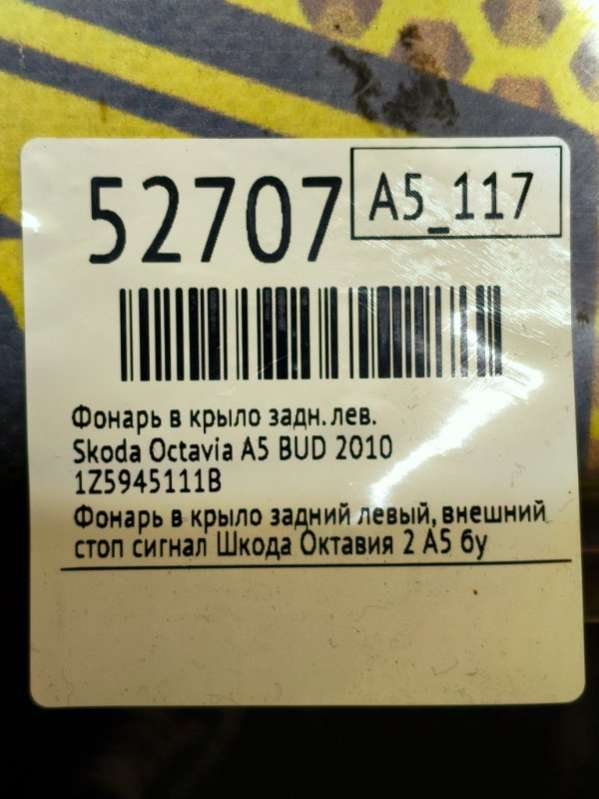 52707
A5_117
Фонарь в крыло задн. лев.
Skoda Octavia A5 BUD 2010
1Z5945111B
Фонарь в крыло задний левый, внешний
стоп сигнал Шкода Октавия 2 А5 бу